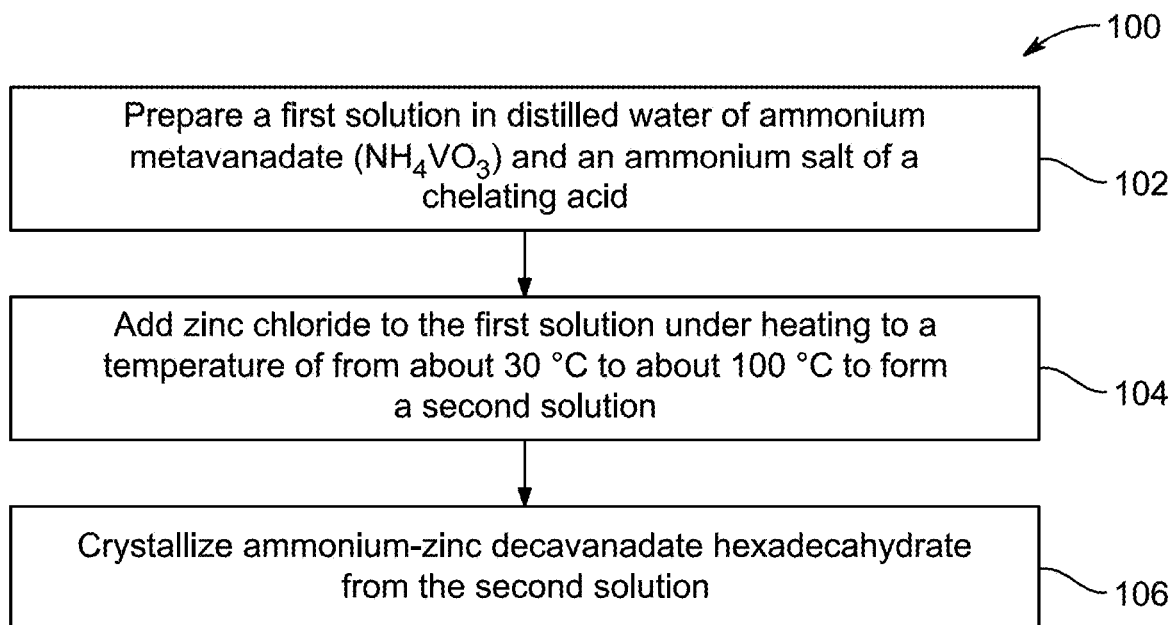 100
Prepare a first solution in distilled water of ammonium
metavanadate (NH₄VO₃) and an ammonium salt of a
chelating acid
102
Add zinc chloride to the first solution under heating to a
temperature of from about 30 °C to about 100 °C to form
a second solution
104
Crystallize ammonium-zinc decavanadate hexadecahydrate
from the second solution
106